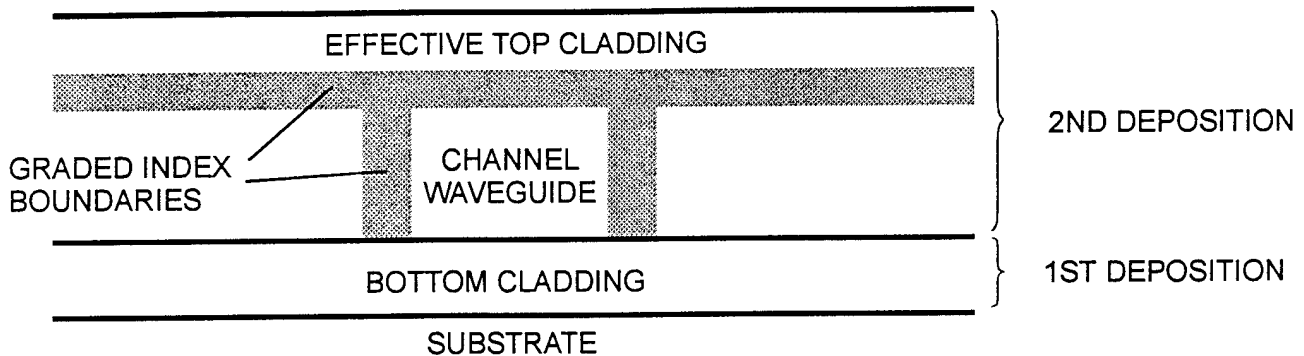 EFFECTIVE TOP CLADDING
2ND DEPOSITION
GRADED INDEX
BOUNDARIES
CHANNEL
WAVEGUIDE
BOTTOM CLADDING
1ST DEPOSITION
SUBSTRATE